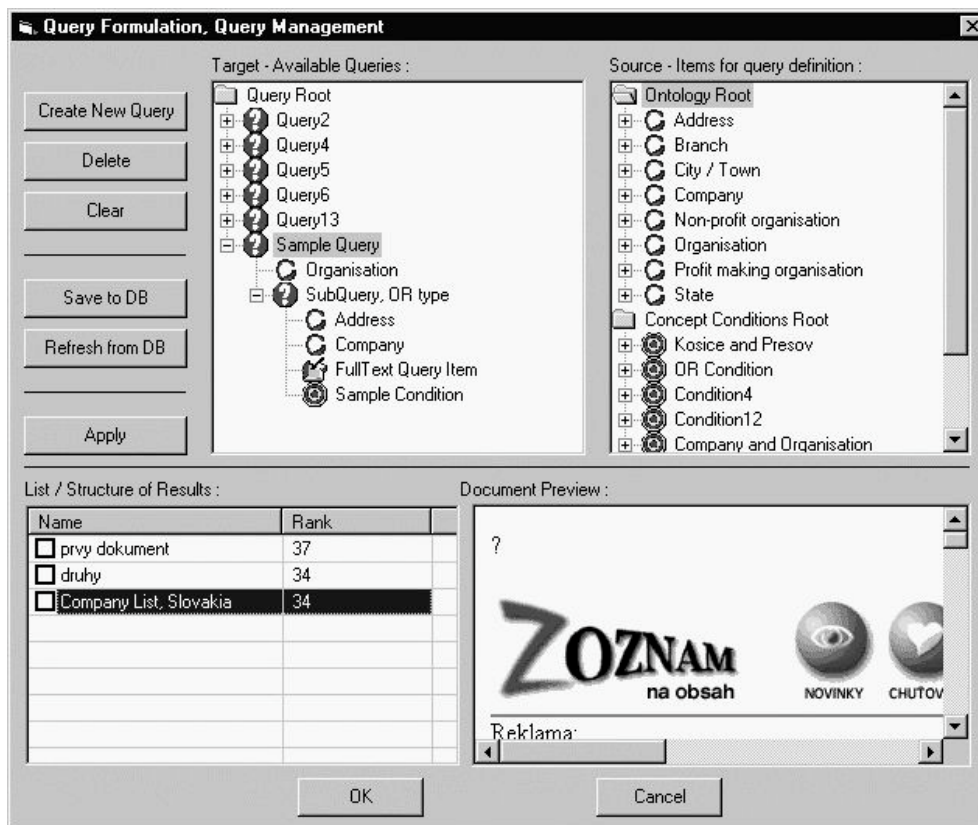 Query Formulation, Query Management
Target - Available Queries :
Source - Items for query definition :
Create New Query
Delete
Clear
Save to DB
Refresh from DB
Apply
Query Root
Query2
Query4
Query5
Query6
Query13
Sample Query
Organisation
SubQuery, OR type
Address
Company
FullText Query Item
Sample Condition
Ontology Root
Address
Branch
City / Town
Company
Non-profit organisation
Organisation
Profit making organisation
State
Concept Conditions Root
Kosice and Presov
OR Condition
Condition4
Condition12
Company and Organisation
List / Structure of Results :
Name Rank
prvy dokument 37
druhy 34
Company List, Slovakia 34
Document Preview :
?
ZOZNAM
na obsah
NOVINKY CHUŤOV
Reklama:
OK
Cancel